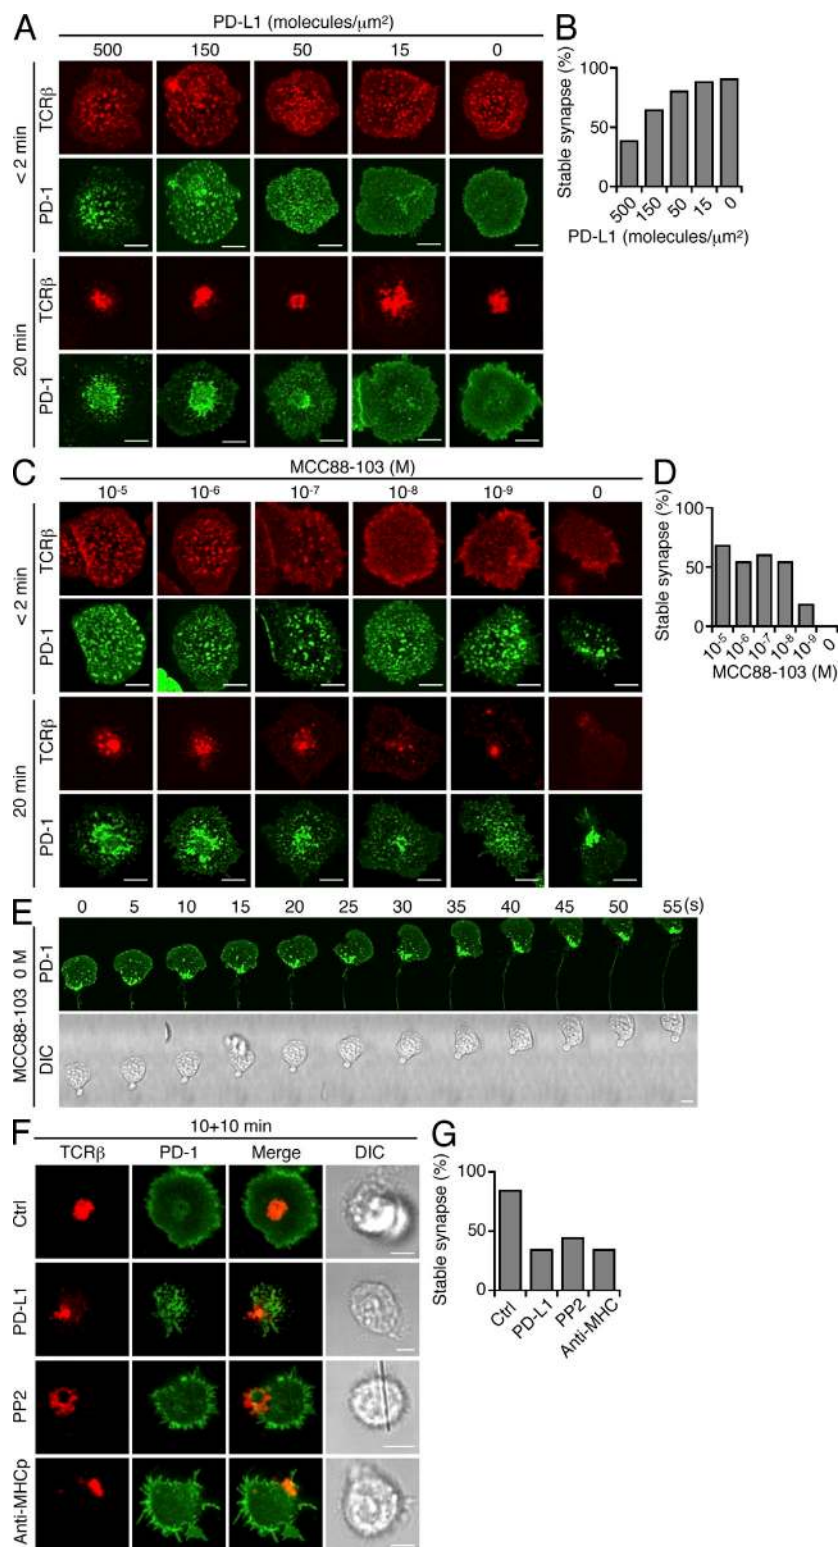 A
PD-L1 (molecules/μm²)
500 150 50 15 0
< 2 min
TCRβ
PD-1
20 min
TCRβ
PD-1
B
Stable synapse (%)
100
50
0
500 150 50 15 0
PD-L1 (molecules/μm²)
C
MCC88-103 (M)
10-5 10-6 10-7 10-8 10-9 0
< 2 min
TCRβ
PD-1
20 min
TCRβ
PD-1
D
Stable synapse (%)
100
50
0
10-5 10-6 10-7 10-8 10-9 0
MCC88-103 (M)
E
0 5 10 15 20 25 30 35 40 45 50 55 (s)
MCC88-103 0 M
PD-1
DIC
F
10+10 min
TCRβ PD-1 Merge DIC
Ctrl
PD-L1
PP2
Anti-MHCp
G
Stable synapse (%)
100
50
0
Ctrl PD-L1 PP2 Anti-MHC